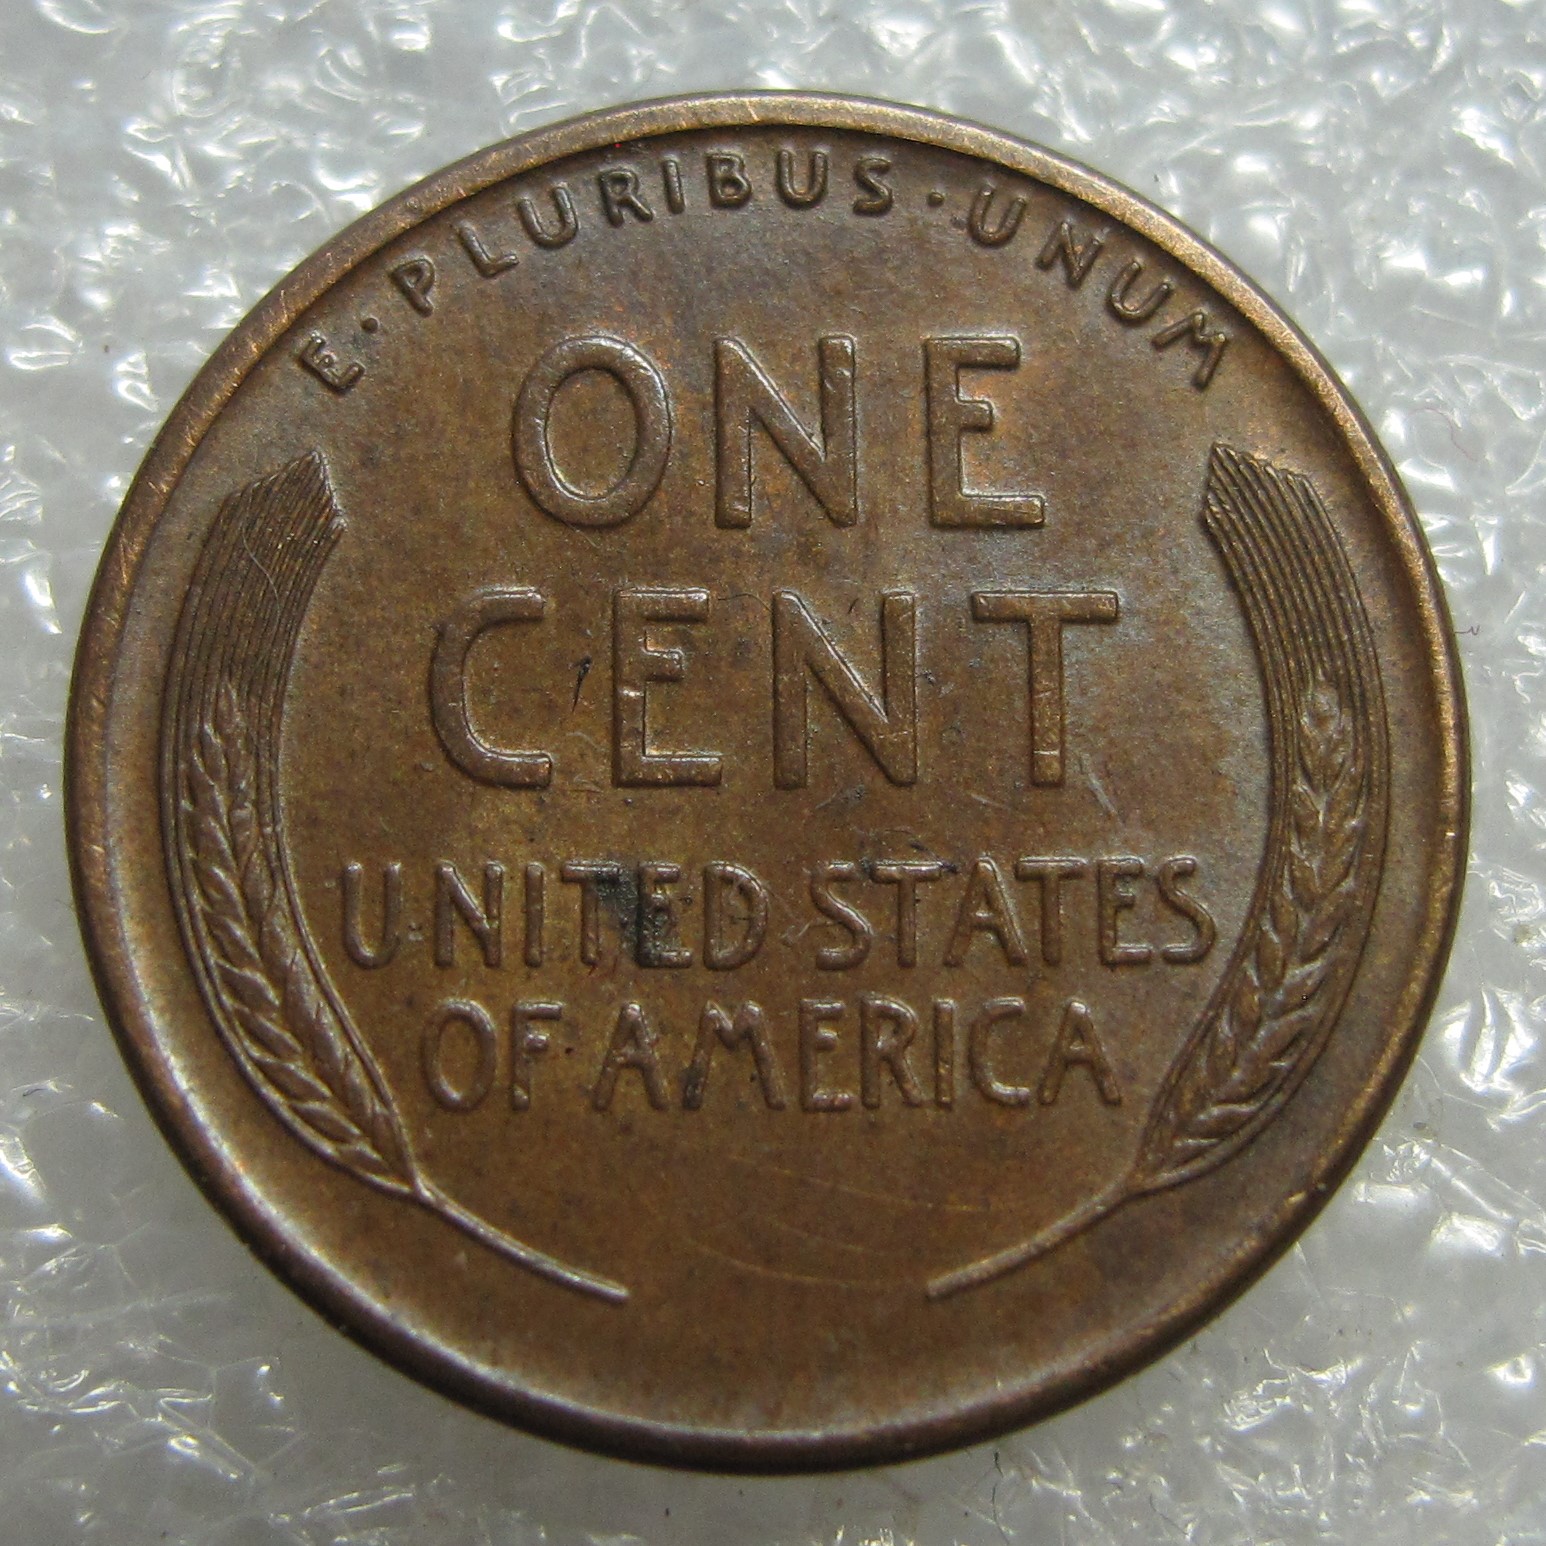 E·PLURIBUS·UNUM
ONE
CENT
UNITED STATES
OF AMERICA